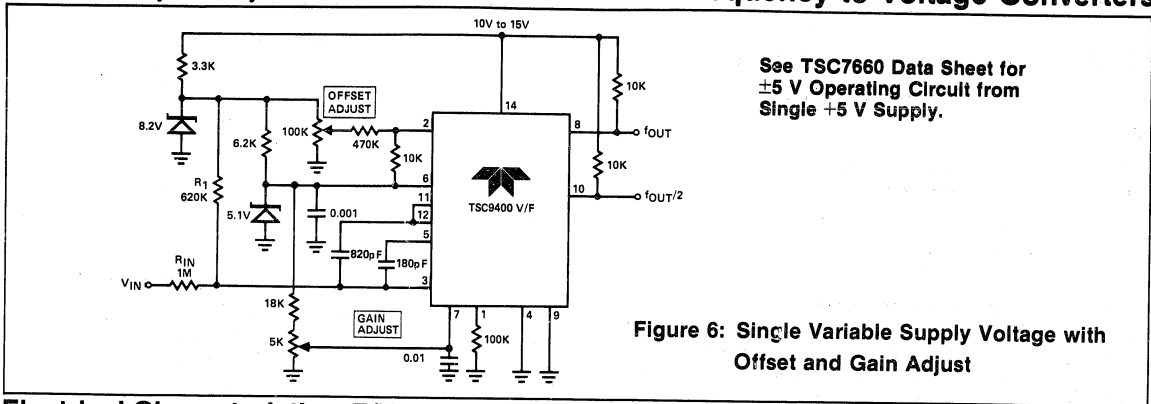 quency to Voltage Converters
10V to 15V
3.3K
10K
See TSC7660 Data Sheet for
±5 V Operating Circuit from
Single +5 V Supply.
OFFSET
ADJUST
14
8.2V
100K
2
8
fOUT
6.2K
470K
10K
10K
R1
620K
6
10
fOUT/2
11
TSC9400 V/F
5.1V
0.001
12
5
820pF
180pF
RIN
1M
VIN
3
18K
7
1
4
9
GAIN
ADJUST
5K
100K
0.01
Figure 6: Single Variable Supply Voltage with
Offset and Gain Adjust